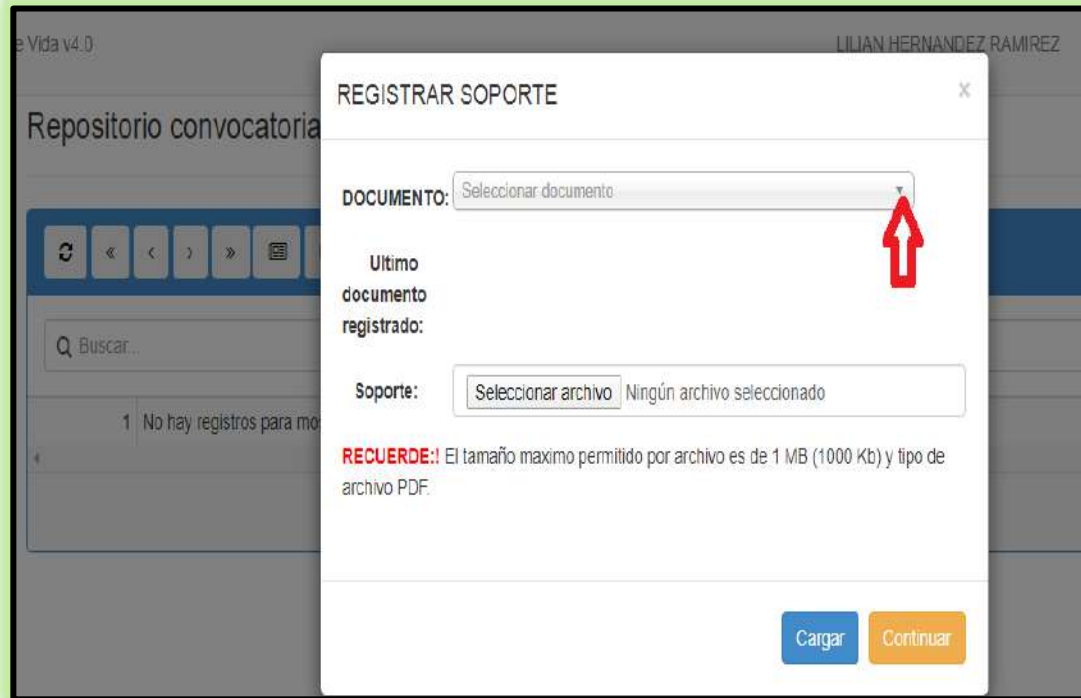 e Vida v4.0
LILIAN HERNANDEZ RAMIREZ
Repositorio convocatoria
Buscar...
1 No hay registros para mo
REGISTRAR SOPORTE
×
DOCUMENTO: Seleccionar documento
Ultimo
documento
registrado:
Soporte: Seleccionar archivo Ningún archivo seleccionado
RECUERDE:! El tamaño maximo permitido por archivo es de 1 MB (1000 Kb) y tipo de
archivo PDF.
Cargar Continuar